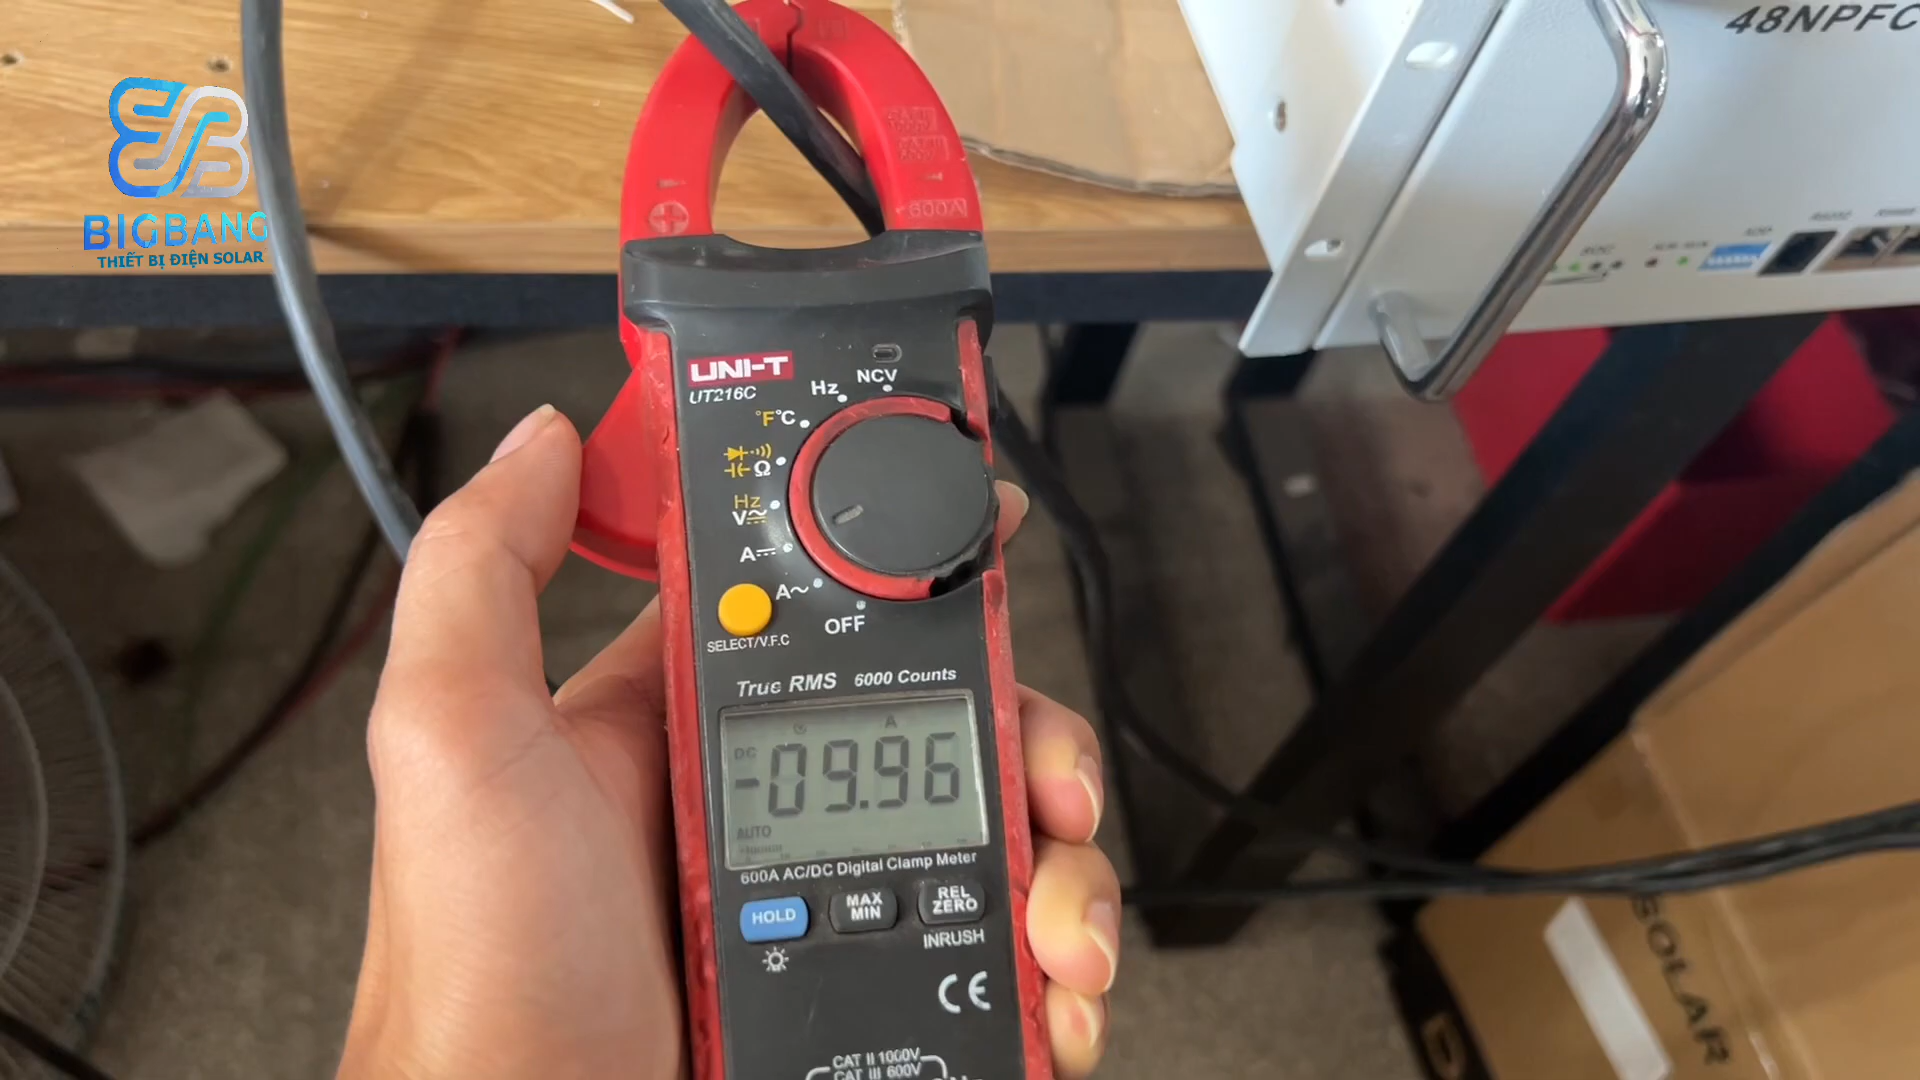 48NPFC
BIGBANG
THIẾT BỊ ĐIỆN SOLAR
600A
UNI-T
UT216C
NCV
Hz
°F°C
Ω
Hz
V
A
A~
OFF
SELECT/V.F.C
True RMS 6000 Counts
A
DC
-09.96
AUTO
600A AC/DC Digital Clamp Meter
HOLD
MAX
MIN
REL
ZERO
INRUSH
CE
CAT II 1000V
CAT III 600V
SOLAR